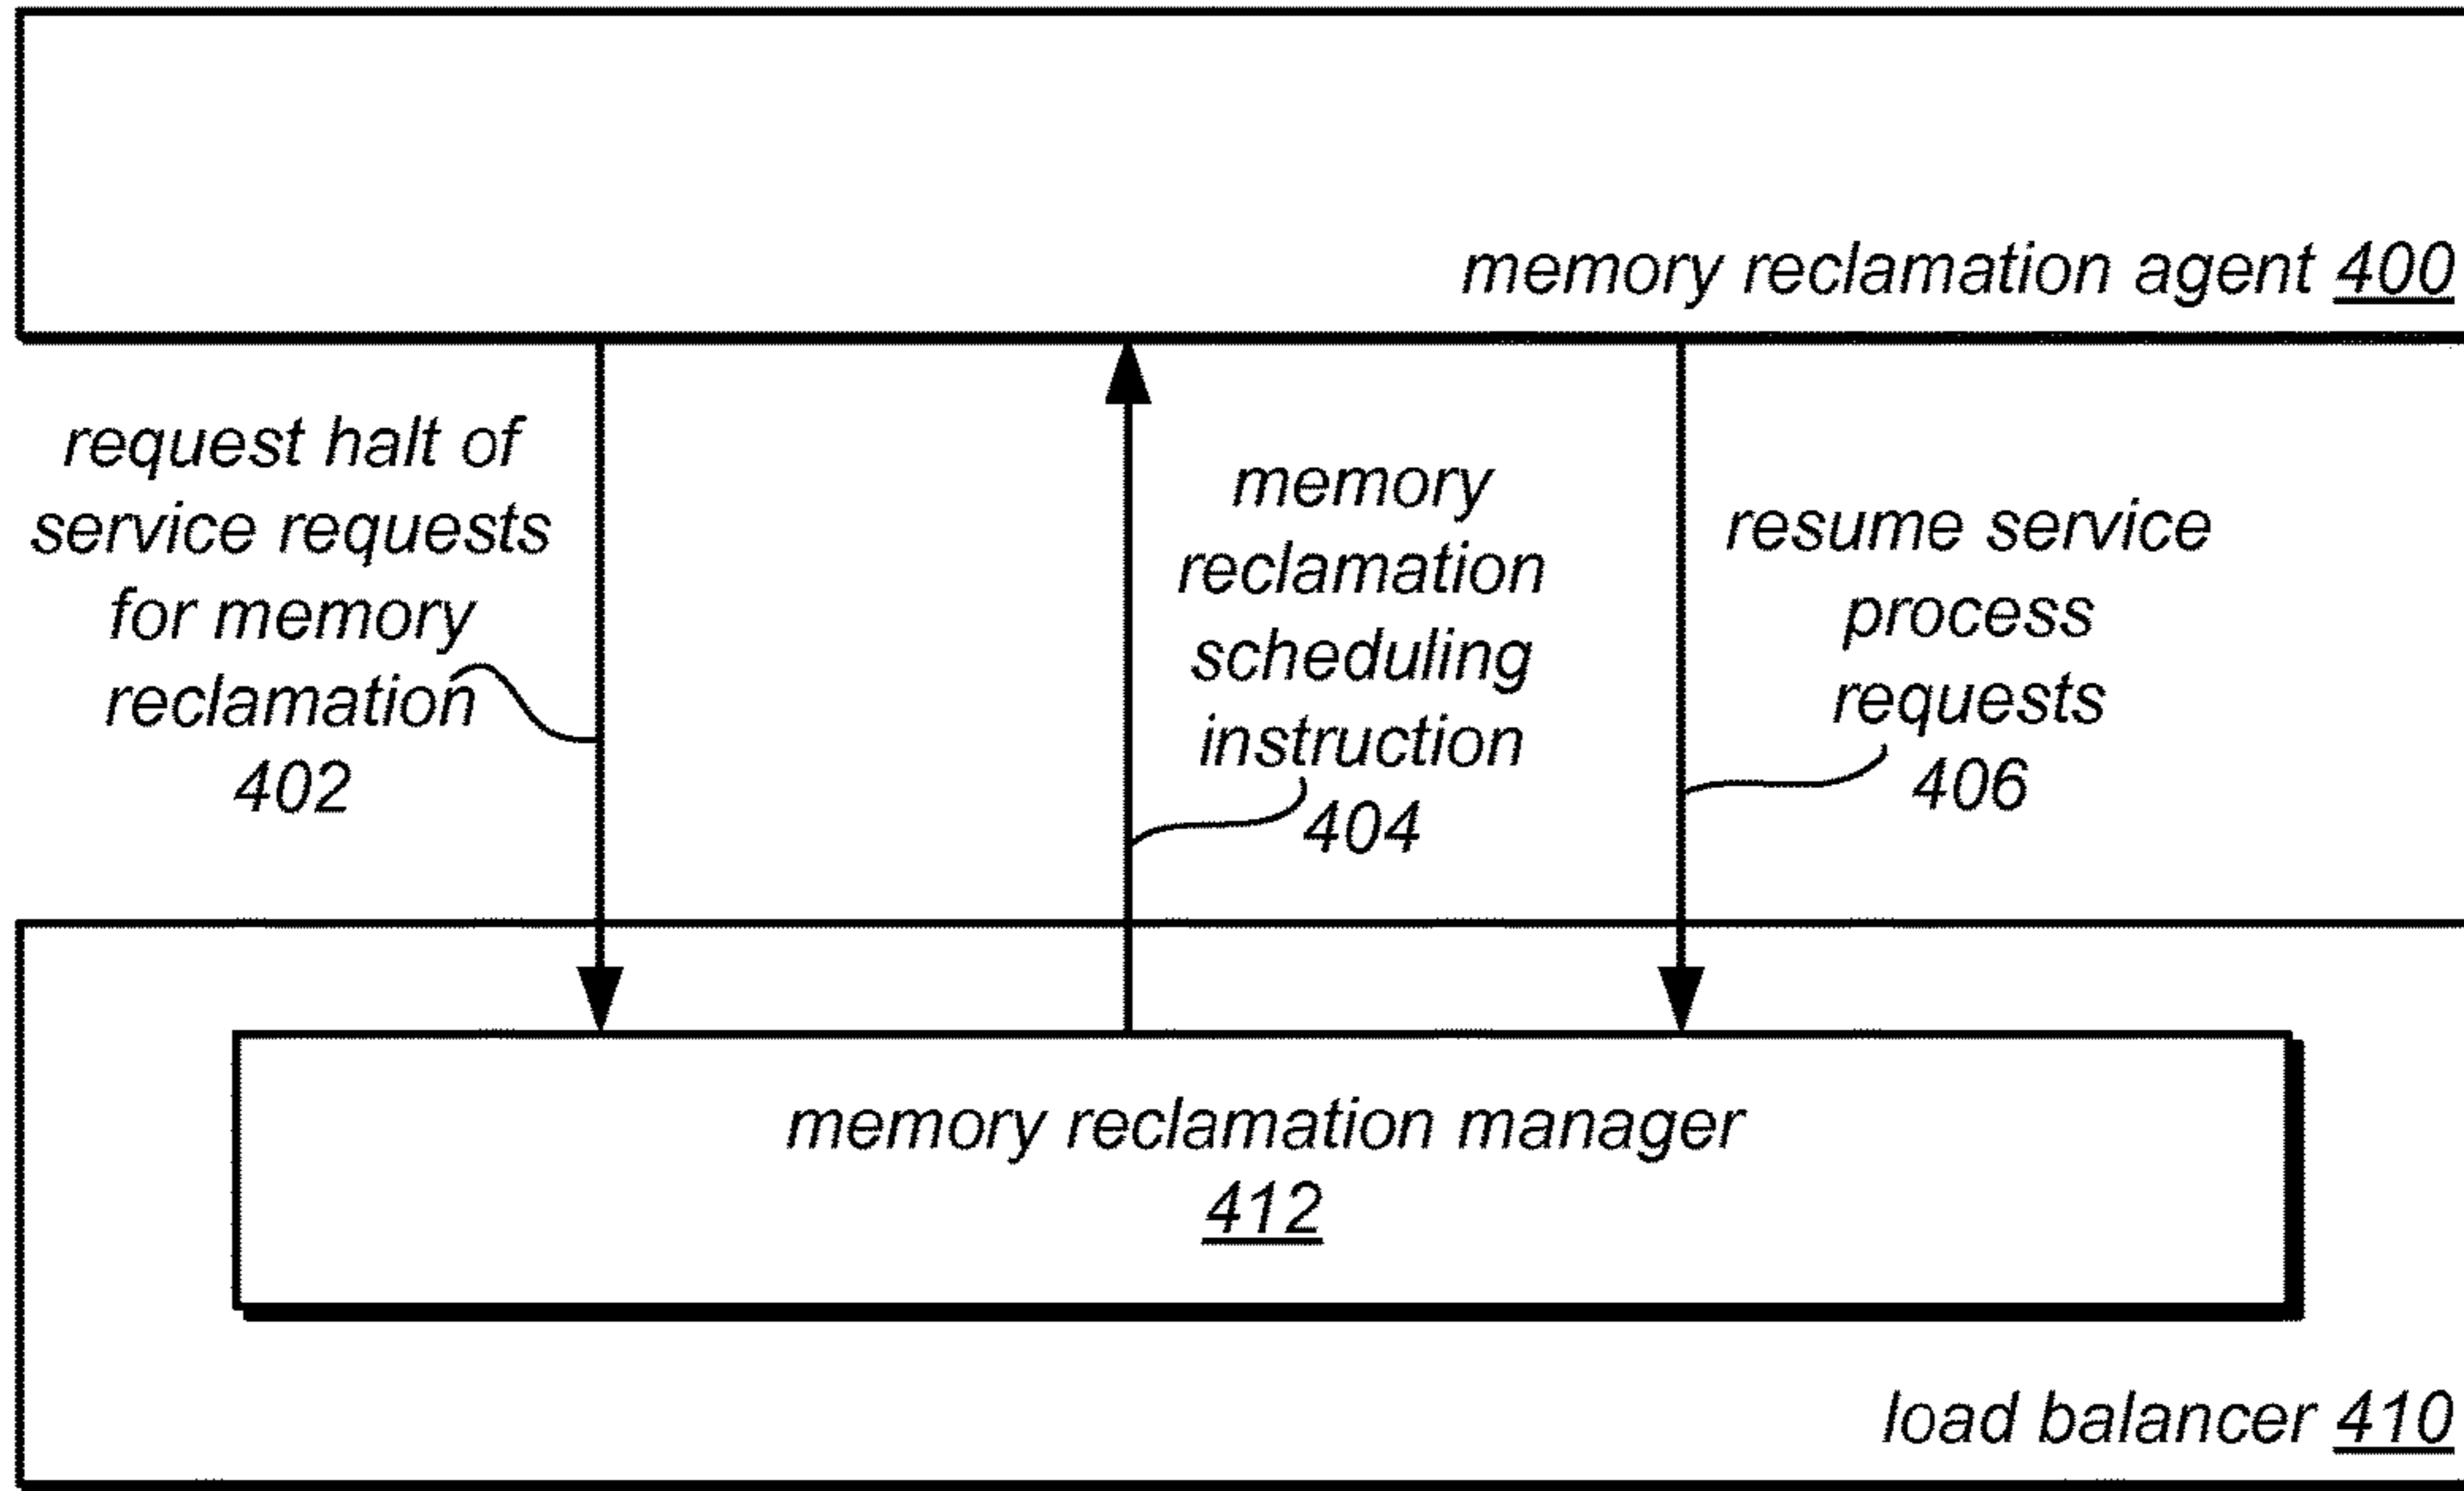 memory reclamation agent 400
request halt of
service requests
for memory
reclamation
402
memory
reclamation
scheduling
instruction
404
resume service
process
requests
406
memory reclamation manager
412
load balancer 410